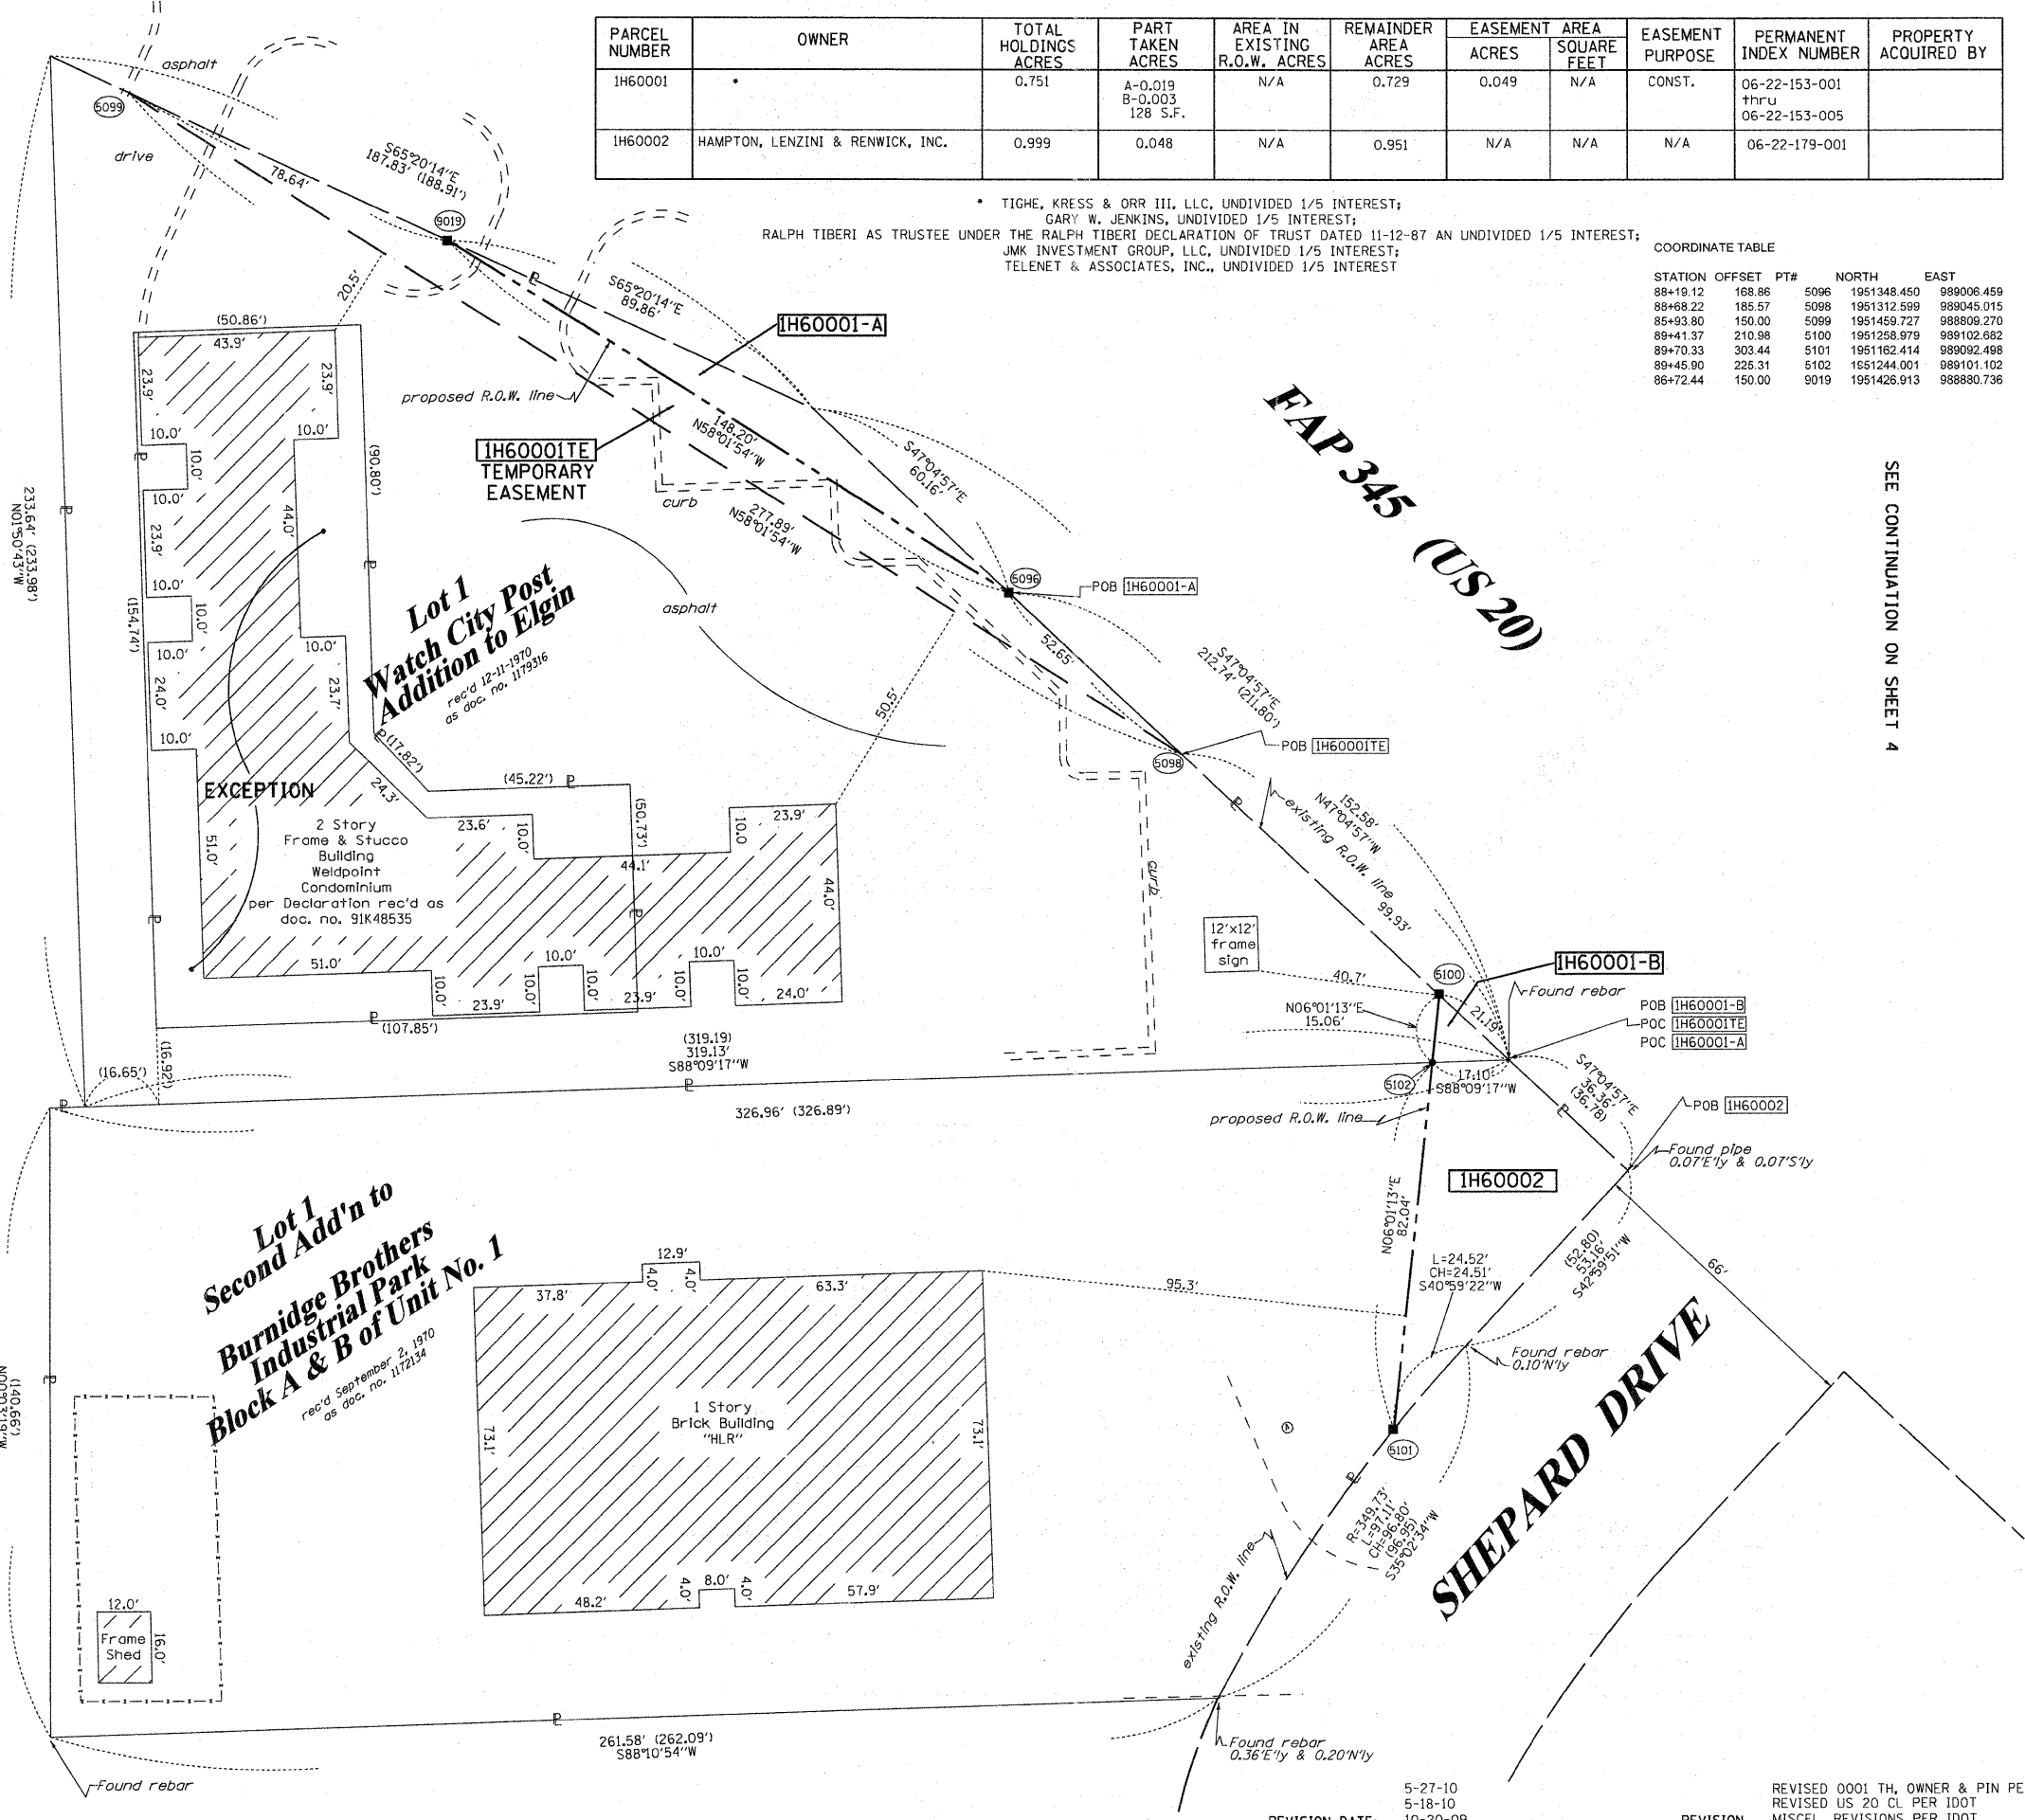 PARCEL NUMBER OWNER TOTAL HOLDINGS ACRES PART TAKEN ACRES AREA IN EXISTING R.O.W. ACRES REMAINDER AREA ACRES EASEMENT AREA ACRES SQUARE FEET EASEMENT PURPOSE PERMANENT INDEX NUMBER PROPERTY ACQUIRED BY
1H60001 • 0.751 A-0.019 N/A 0.729 0.049 N/A CONST. 06-22-153-001
B-0.003 thru
128 S.F. 06-22-153-005
1H60002 HAMPTON, LENZINI & RENWICK, INC. 0.999 0.048 N/A 0.951 N/A N/A N/A 06-22-179-001
• TIGHE, KRESS & ORR III, LLC, UNDIVIDED 1/5 INTEREST;
GARY W. JENKINS, UNDIVIDED 1/5 INTEREST;
RALPH TIBERI AS TRUSTEE UNDER THE RALPH TIBERI DECLARATION OF TRUST DATED 11-12-87 AN UNDIVIDED 1/5 INTEREST;
JMK INVESTMENT GROUP, LLC, UNDIVIDED 1/5 INTEREST;
TELENET & ASSOCIATES, INC., UNDIVIDED 1/5 INTEREST
COORDINATE TABLE
STATION OFFSET PT# NORTH EAST
88+19.12 168.86 5096 1951348.450 989006.459
88+68.22 185.57 5098 1951312.599 989045.015
85+93.80 150.00 5099 1951459.727 988809.270
89+41.37 210.98 5100 1951258.979 989102.682
89+70.33 303.44 5101 1951162.414 989092.498
89+45.90 225.31 5102 1951244.001 989101.102
86+72.44 150.00 9019 1951426.913 988880.736
asphalt
5099
drive
78.64'
S65°20'14"E
187.83' (188.91')
9019
20.5'
S65°20'14"E
89.86'
1H60001-A
proposed R.O.W. line
148.20'
N58°01'54"W
1H60001TE
TEMPORARY
EASEMENT
curb
277.89'
N58°01'54"W
S47°04'57"E
60.16'
5096
POB 1H60001-A
FAP 345 (US 20)
SEE CONTINUATION ON SHEET 4
(50.86')
43.9'
23.9'
23.9'
10.0'
10.0'
10.0'
10.0'
(90.80')
44.0'
23.9'
10.0'
10.0'
10.0'
10.0'
(154.74')
24.0'
23.7'
10.0'
233.64' (233.98')
N01°50'43"W
Lot 1
Watch City Post
Addition to Elgin
rec'd 12-11-1970
as doc. no. 1179316
asphalt
50.5'
52.65'
S47°04'57"E
212.74' (211.80')
POB 1H60001TE
5098
(17.82')
24.3'
(45.22')
(50.73')
EXCEPTION
2 Story
Frame & Stucco
Building
Weldpoint
Condominium
per Declaration rec'd as
doc. no. 91K48535
51.0'
23.6'
10.0'
44.1'
10.0
23.9'
44.0'
51.0'
10.0'
23.9'
10.0'
10.0'
10.0'
23.9'
10.0'
10.0'
24.0'
(107.85')
curb
152.58'
N47°04'57"W
existing R.O.W. line
99.93'
12'x12'
frame
sign
40.7'
5100
1H60001-B
Found rebar
21.19'
POB 1H60001-B
POC 1H60001TE
POC 1H60001-A
N06°01'13"E
15.06'
(16.65')
(16.92')
(319.19)
319.13'
S88°09'17"W
5102
17.10'
S88°09'17"W
S47°04'57"E
36.36'
(36.78)
POB 1H60002
326.96' (326.89')
proposed R.O.W. line
Found pipe
0.07'E'ly & 0.07'S'ly
1H60002
N06°01'13"E
82.04'
(52.80)
53.16'
S42°59'51"W
66'
L=24.52'
CH=24.51'
S40°59'22"W
Found rebar
0.10'N'ly
Lot 1
Second Add'n to
Burnidge Brothers
Industrial Park
Block A & B of Unit No. 1
rec'd September 2, 1970
as doc. no. 1172134
12.9'
4.0'
4.0'
37.8'
63.3'
95.3'
73.1'
1 Story
Brick Building
"HLR"
73.1'
48.2'
4.0'
8.0'
4.0'
57.9'
5101
R=349.73'
L=97.11'
CH=96.80'
(96.95)
S35°02'34"W
SHEPARD DRIVE
existing R.O.W. line
(140.66')
12.0'
Frame
Shed
16.0'
261.58' (262.09')
S88°10'54"W
Found rebar
Found rebar
0.36'E'ly & 0.20'N'ly
5-27-10 REVISED 0001 TH, OWNER & PIN PE
5-18-10 REVISED US 20 CL PER IDOT
REVISION DATE: 10-20-09 REVISION MISCEL. REVISIONS PER IDOT